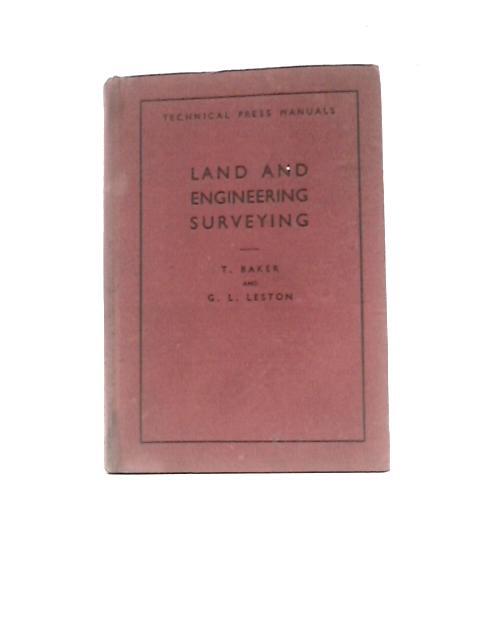 TECHNICAL PRESS MANUALS
LAND AND
ENGINEERING
SURVEYING
T. BAKER
AND
G. L. LESTON